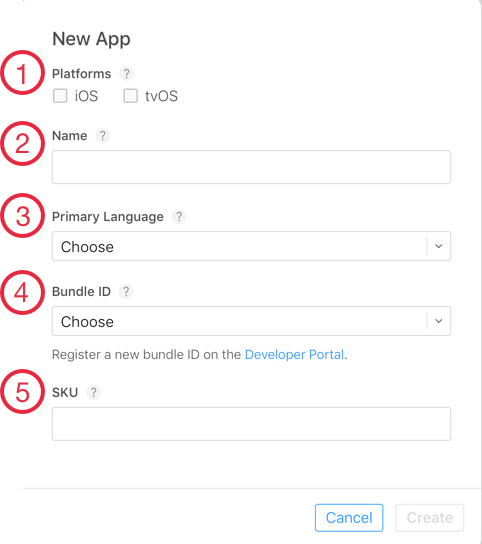 New App
1 Platforms ?
iOS tvOS
2 Name ?
3 Primary Language ?
Choose
4 Bundle ID ?
Choose
Register a new bundle ID on the Developer Portal.
5 SKU ?
Cancel Create